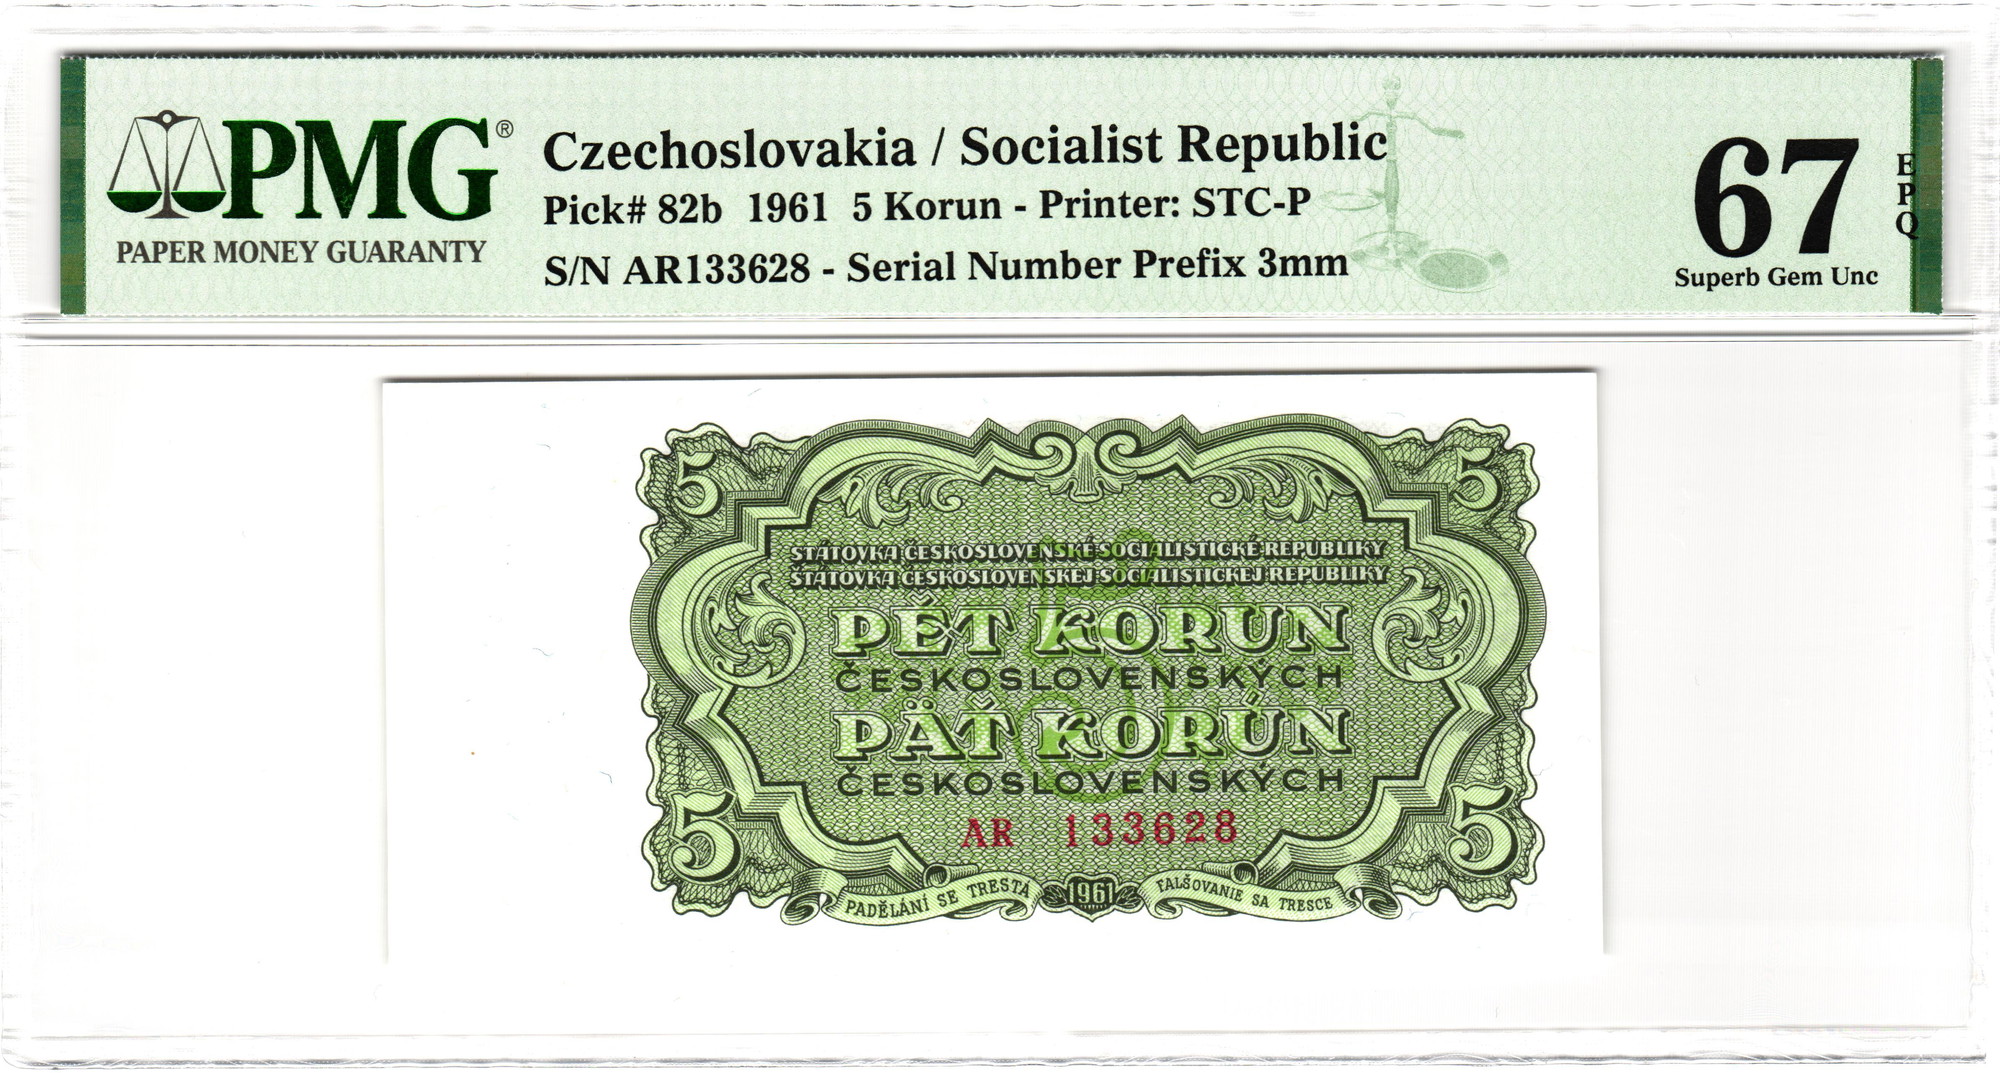 PMG®
PAPER MONEY GUARANTY
Czechoslovakia / Socialist Republic
Pick# 82b 1961 5 Korun - Printer: STC-P
S/N AR133628 - Serial Number Prefix 3mm
67
EPQ
Superb Gem Unc
5 5
STÁTOVKA ČESKOSLOVENSKÉ SOCIALISTICKÉ REPUBLIKY
ŠTÁTOVKA ČESKOSLOVENSKEJ SOCIALISTICKEJ REPUBLIKY
PĚT KORUN
ČESKOSLOVENSKÝCH
PÄŤ KORÚN
ČESKOSLOVENSKÝCH
AR 133628
5 5
PADĚLÁNÍ SE TRESTÁ 1961 FALŠOVANIE SA TRESCE